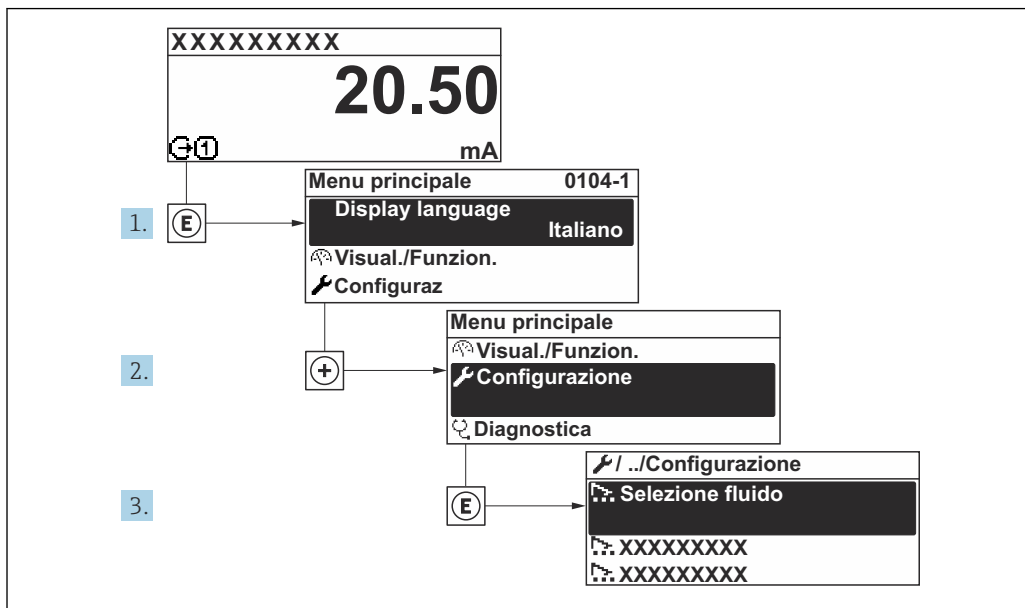 XXXXXXXXX
20.50
1 mA
Menu principale 0104-1
Display language
Italiano
Visual./Funzion.
Configuraz
1. E
Menu principale
Visual./Funzion.
Configurazione
Diagnostica
2. +
/ ../Configurazione
Selezione fluido
XXXXXXXXX
XXXXXXXXX
3. E